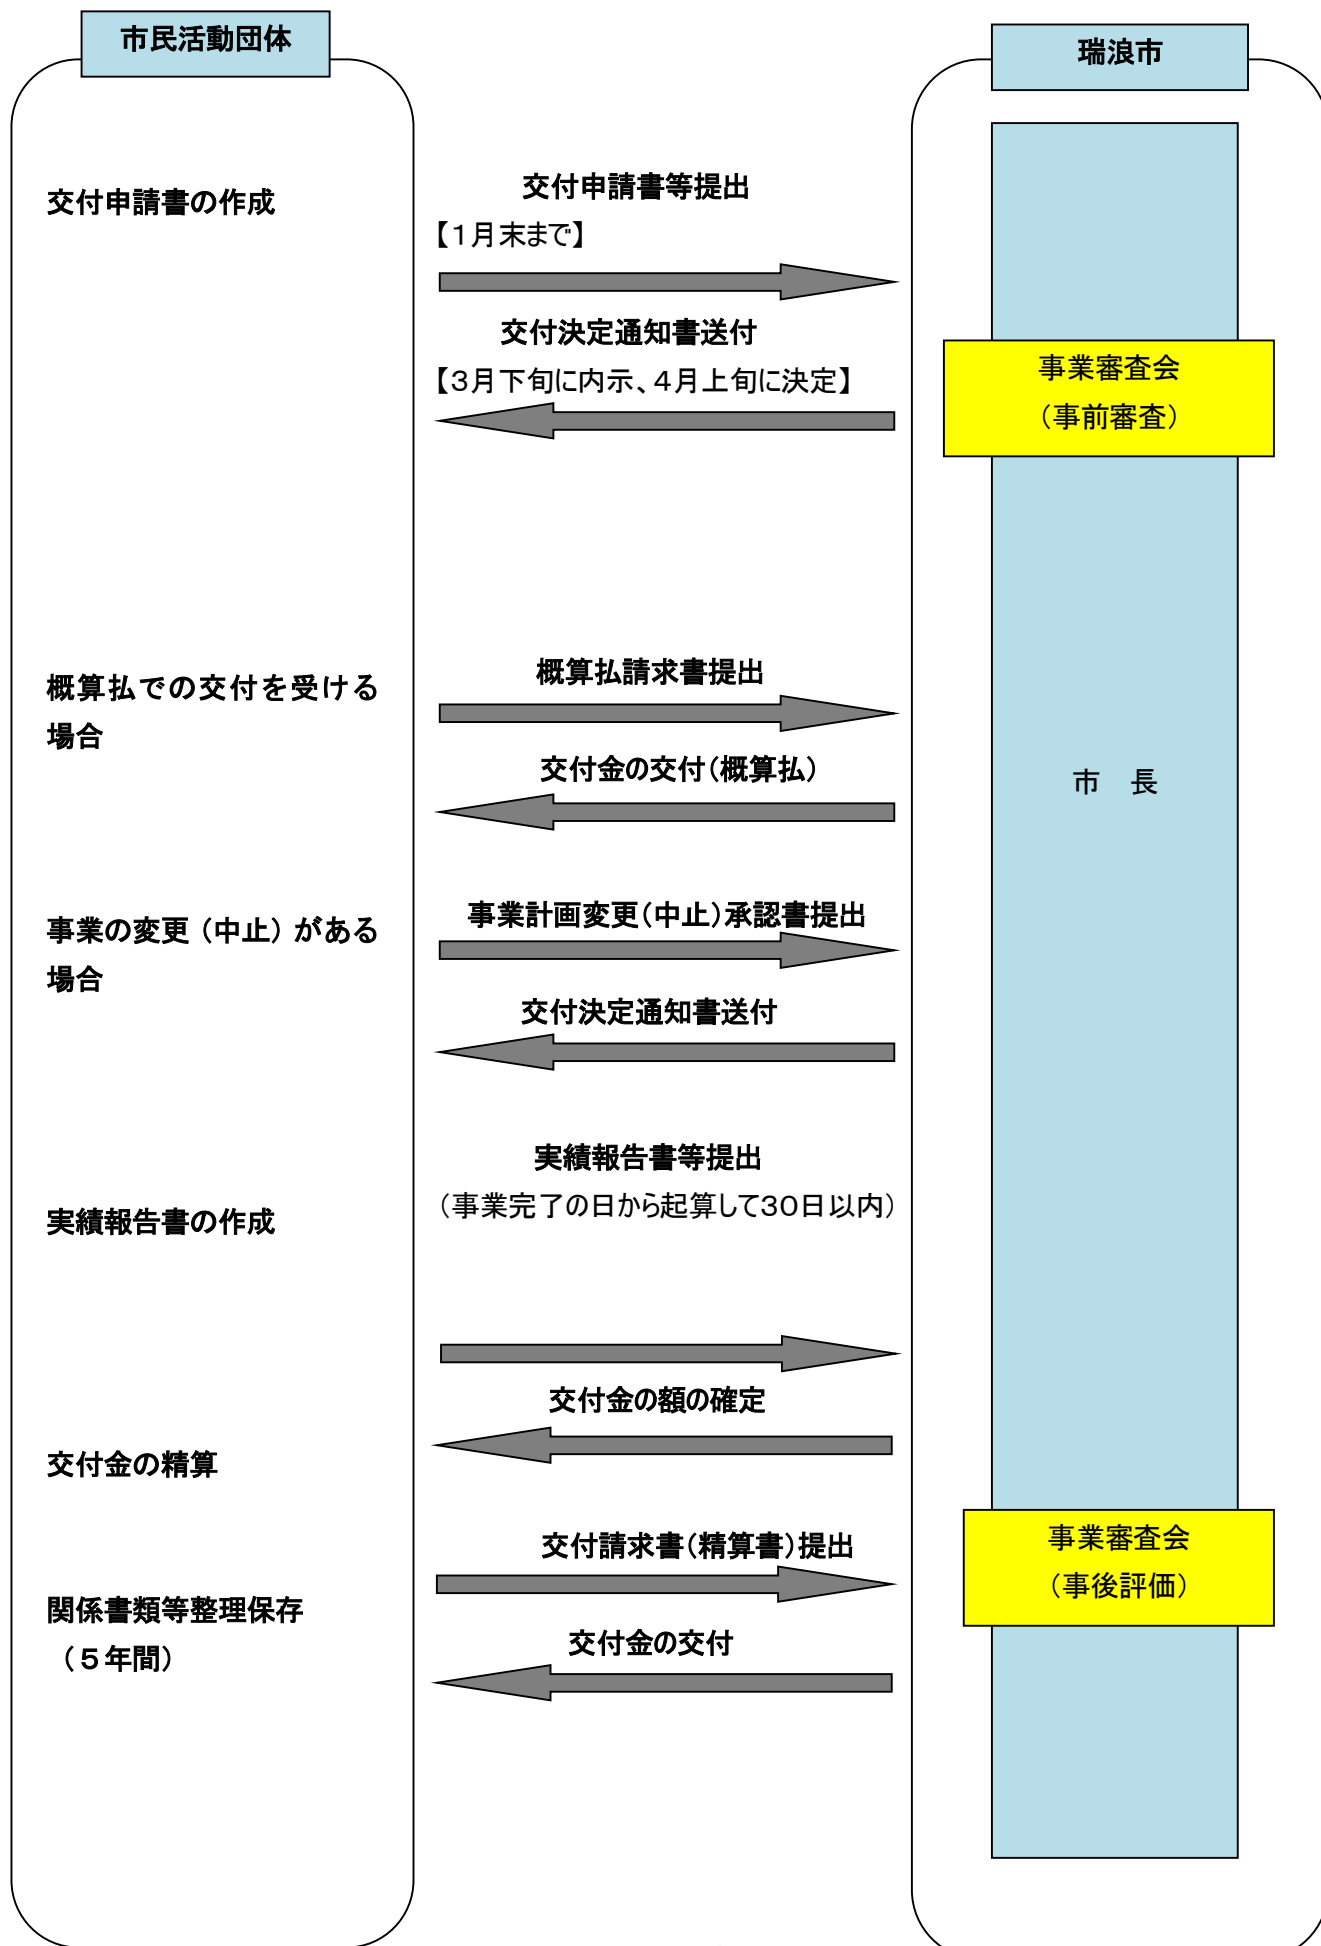 市民活動団体
瑞浪市
交付申請書の作成
交付申請書等提出
【1月末まで】
交付決定通知書送付
【3月下旬に内示、4月上旬に決定】
事業審査会
（事前審査）
概算払での交付を受ける
場合
概算払請求書提出
交付金の交付（概算払）
市　長
事業の変更（中止）がある
場合
事業計画変更（中止）承認書提出
交付決定通知書送付
実績報告書の作成
実績報告書等提出
（事業完了の日から起算して30日以内）
交付金の額の確定
交付金の精算
交付請求書（精算書）提出
事業審査会
（事後評価）
関係書類等整理保存
（５年間）
交付金の交付